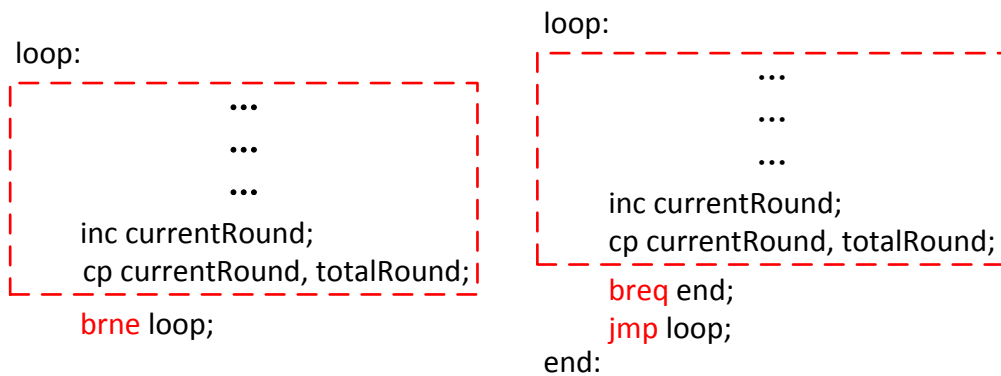 loop:
...
...
...
inc currentRound;
cp currentRound, totalRound;
brne loop;
loop:
...
...
...
inc currentRound;
cp currentRound, totalRound;
breq end;
jmp loop;
end: